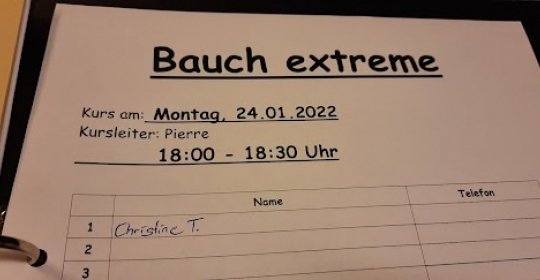 Bauch extreme
Kurs am: Montag, 24.01.2022
Kursleiter: Pierre
18:00 - 18:30 Uhr
Name Telefon
1 Christine T.
2
3